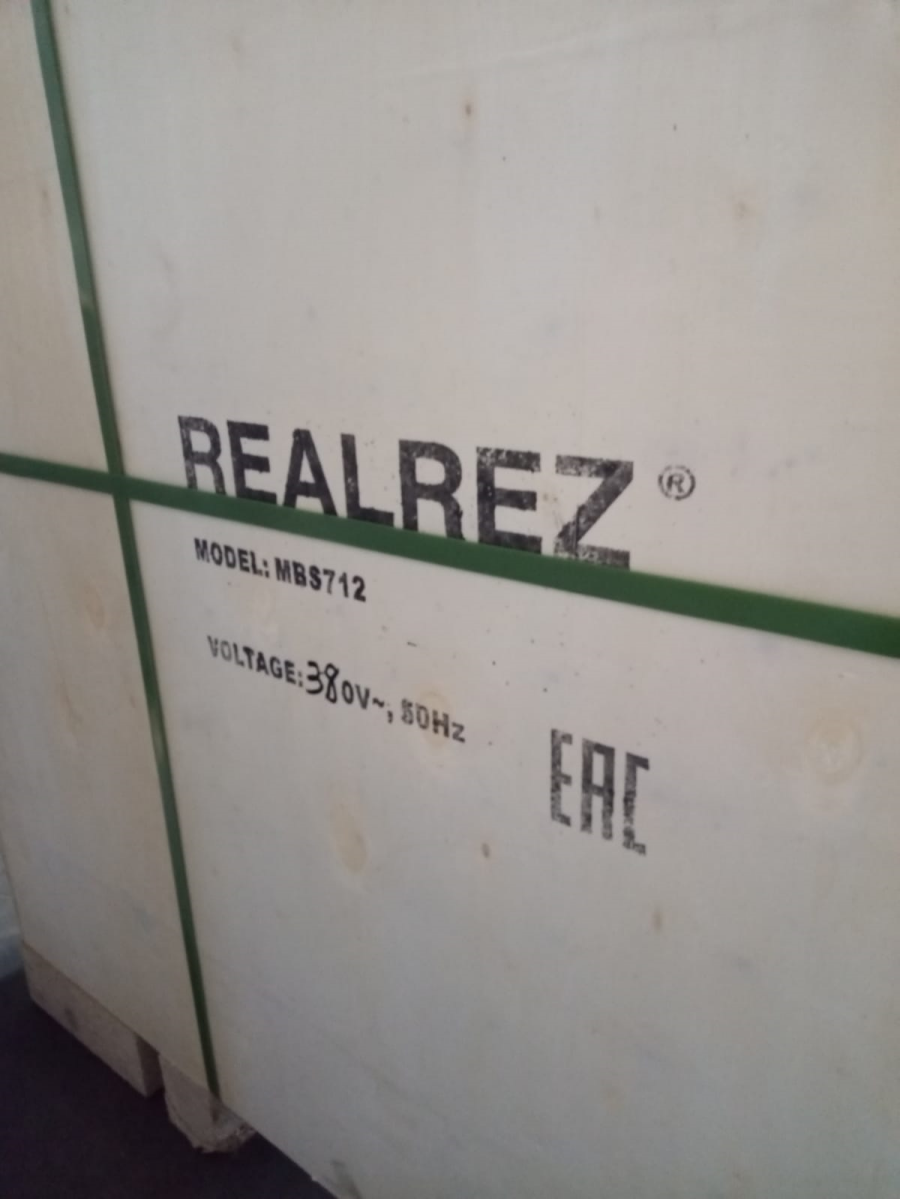 REALREZ ®
MODEL: MBS712
VOLTAGE: 380V~, 50Hz
EAC